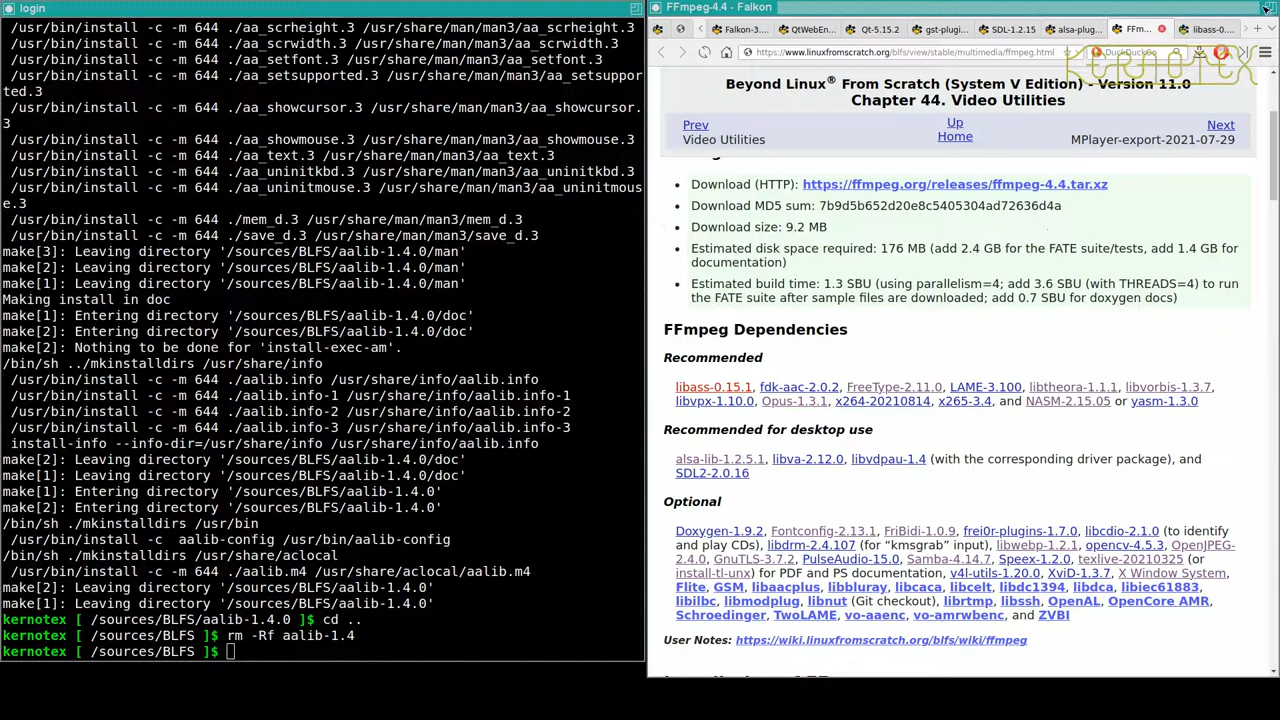 login
/usr/bin/install -c -m 644 ./aa_scrheight.3 /usr/share/man/man3/aa_scrheight.3
/usr/bin/install -c -m 644 ./aa_scrwidth.3 /usr/share/man/man3/aa_scrwidth.3
/usr/bin/install -c -m 644 ./aa_setfont.3 /usr/share/man/man3/aa_setfont.3
/usr/bin/install -c -m 644 ./aa_setsupported.3 /usr/share/man/man3/aa_setsuppor
ted.3
/usr/bin/install -c -m 644 ./aa_showcursor.3 /usr/share/man/man3/aa_showcursor.
3
/usr/bin/install -c -m 644 ./aa_showmouse.3 /usr/share/man/man3/aa_showmouse.3
/usr/bin/install -c -m 644 ./aa_text.3 /usr/share/man/man3/aa_text.3
/usr/bin/install -c -m 644 ./aa_uninitkbd.3 /usr/share/man/man3/aa_uninitkbd.3
/usr/bin/install -c -m 644 ./aa_uninitmouse.3 /usr/share/man/man3/aa_uninitmous
e.3
/usr/bin/install -c -m 644 ./mem_d.3 /usr/share/man/man3/mem_d.3
/usr/bin/install -c -m 644 ./save_d.3 /usr/share/man/man3/save_d.3
make[3]: Leaving directory '/sources/BLFS/aalib-1.4.0/man'
make[2]: Leaving directory '/sources/BLFS/aalib-1.4.0/man'
make[1]: Leaving directory '/sources/BLFS/aalib-1.4.0/man'
Making install in doc
make[1]: Entering directory '/sources/BLFS/aalib-1.4.0/doc'
make[2]: Entering directory '/sources/BLFS/aalib-1.4.0/doc'
make[2]: Nothing to be done for 'install-exec-am'.
/bin/sh ../mkinstalldirs /usr/share/info
/usr/bin/install -c -m 644 ./aalib.info /usr/share/info/aalib.info
/usr/bin/install -c -m 644 ./aalib.info-1 /usr/share/info/aalib.info-1
/usr/bin/install -c -m 644 ./aalib.info-2 /usr/share/info/aalib.info-2
/usr/bin/install -c -m 644 ./aalib.info-3 /usr/share/info/aalib.info-3
install-info --info-dir=/usr/share/info /usr/share/info/aalib.info
make[2]: Leaving directory '/sources/BLFS/aalib-1.4.0/doc'
make[1]: Leaving directory '/sources/BLFS/aalib-1.4.0/doc'
make[1]: Entering directory '/sources/BLFS/aalib-1.4.0'
make[2]: Entering directory '/sources/BLFS/aalib-1.4.0'
/bin/sh ./mkinstalldirs /usr/bin
/usr/bin/install -c  aalib-config /usr/bin/aalib-config
/bin/sh ./mkinstalldirs /usr/share/aclocal
/usr/bin/install -c -m 644 ./aalib.m4 /usr/share/aclocal/aalib.m4
make[2]: Leaving directory '/sources/BLFS/aalib-1.4.0'
make[1]: Leaving directory '/sources/BLFS/aalib-1.4.0'
kernotex [ /sources/BLFS/aalib-1.4.0 ]$ cd ..
kernotex [ /sources/BLFS ]$ rm -Rf aalib-1.4
kernotex [ /sources/BLFS ]$
FFmpeg-4.4 - Falkon
Falkon-3.... QtWebEn... Qt-5.15.2 gst-plugi... SDL-1.2.15 alsa-plug... FFm... libass-0....
https://www.linuxfromscratch.org/blfs/view/stable/multimedia/ffmpeg.html DuckDuckGo
KERNOTEX
Beyond Linux® From Scratch (System V Edition) - Version 11.0
Chapter 44. Video Utilities
Prev Up Next
Video Utilities Home MPlayer-export-2021-07-29
Download (HTTP): https://ffmpeg.org/releases/ffmpeg-4.4.tar.xz
Download MD5 sum: 7b9d5b652d20e8c5405304ad72636d4a
Download size: 9.2 MB
Estimated disk space required: 176 MB (add 2.4 GB for the FATE suite/tests, add 1.4 GB for
documentation)
Estimated build time: 1.3 SBU (using parallelism=4; add 3.6 SBU (with THREADS=4) to run
the FATE suite after sample files are downloaded; add 0.7 SBU for doxygen docs)
FFmpeg Dependencies
Recommended
libass-0.15.1, fdk-aac-2.0.2, FreeType-2.11.0, LAME-3.100, libtheora-1.1.1, libvorbis-1.3.7,
libvpx-1.10.0, Opus-1.3.1, x264-20210814, x265-3.4, and NASM-2.15.05 or yasm-1.3.0
Recommended for desktop use
alsa-lib-1.2.5.1, libva-2.12.0, libvdpau-1.4 (with the corresponding driver package), and
SDL2-2.0.16
Optional
Doxygen-1.9.2, Fontconfig-2.13.1, FriBidi-1.0.9, frei0r-plugins-1.7.0, libcdio-2.1.0 (to identify
and play CDs), libdrm-2.4.107 (for “kmsgrab” input), libwebp-1.2.1, opencv-4.5.3, OpenJPEG-
2.4.0, GnuTLS-3.7.2, PulseAudio-15.0, Samba-4.14.7, Speex-1.2.0, texlive-20210325 (or
install-tl-unx) for PDF and PS documentation, v4l-utils-1.20.0, XviD-1.3.7, X Window System,
Flite, GSM, libaacplus, libbluray, libcaca, libcelt, libdc1394, libdca, libiec61883,
libilbc, libmodplug, libnut (Git checkout), librtmp, libssh, OpenAL, OpenCore AMR,
Schroedinger, TwoLAME, vo-aaenc, vo-amrwbenc, and ZVBI
User Notes: https://wiki.linuxfromscratch.org/blfs/wiki/ffmpeg